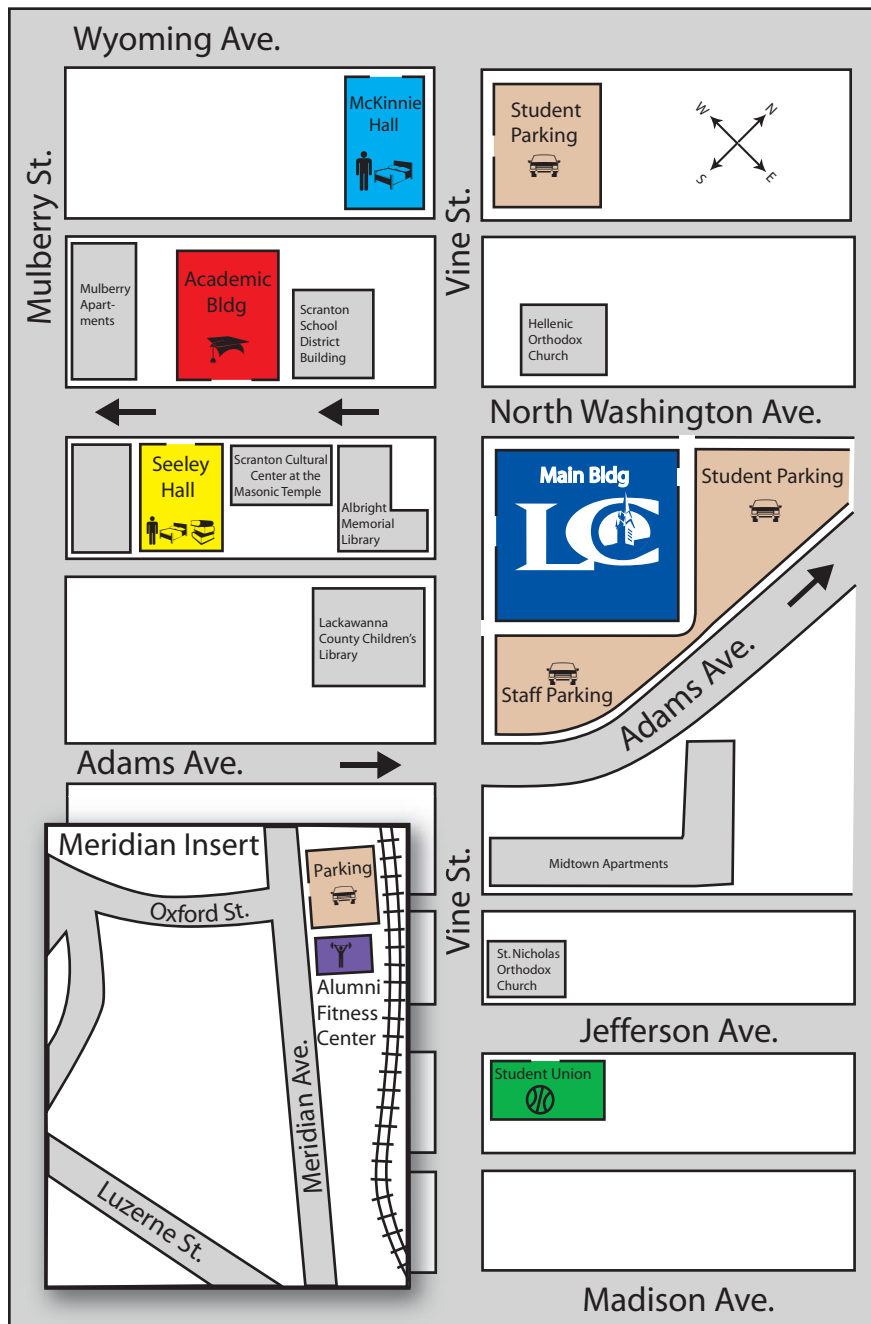 Wyoming Ave.
Mulberry St.
McKinnie
Hall
Vine St.
Student
Parking
W
N
S
E
Mulberry
Apart-
ments
Academic
Bldg
Scranton
School
District
Building
Hellenic
Orthodox
Church
North Washington Ave.
Seeley
Hall
Scranton Cultural
Center at the
Masonic Temple
Albright
Memorial
Library
Main Bldg
LC
Student Parking
Lackawanna
County Children's
Library
Staff Parking
Adams Ave.
Adams Ave.
Midtown Apartments
Vine St.
Meridian Insert
Parking
Oxford St.
Alumni
Fitness
Center
Meridian Ave.
Luzerne St.
St. Nicholas
Orthodox
Church
Jefferson Ave.
Student Union
Madison Ave.